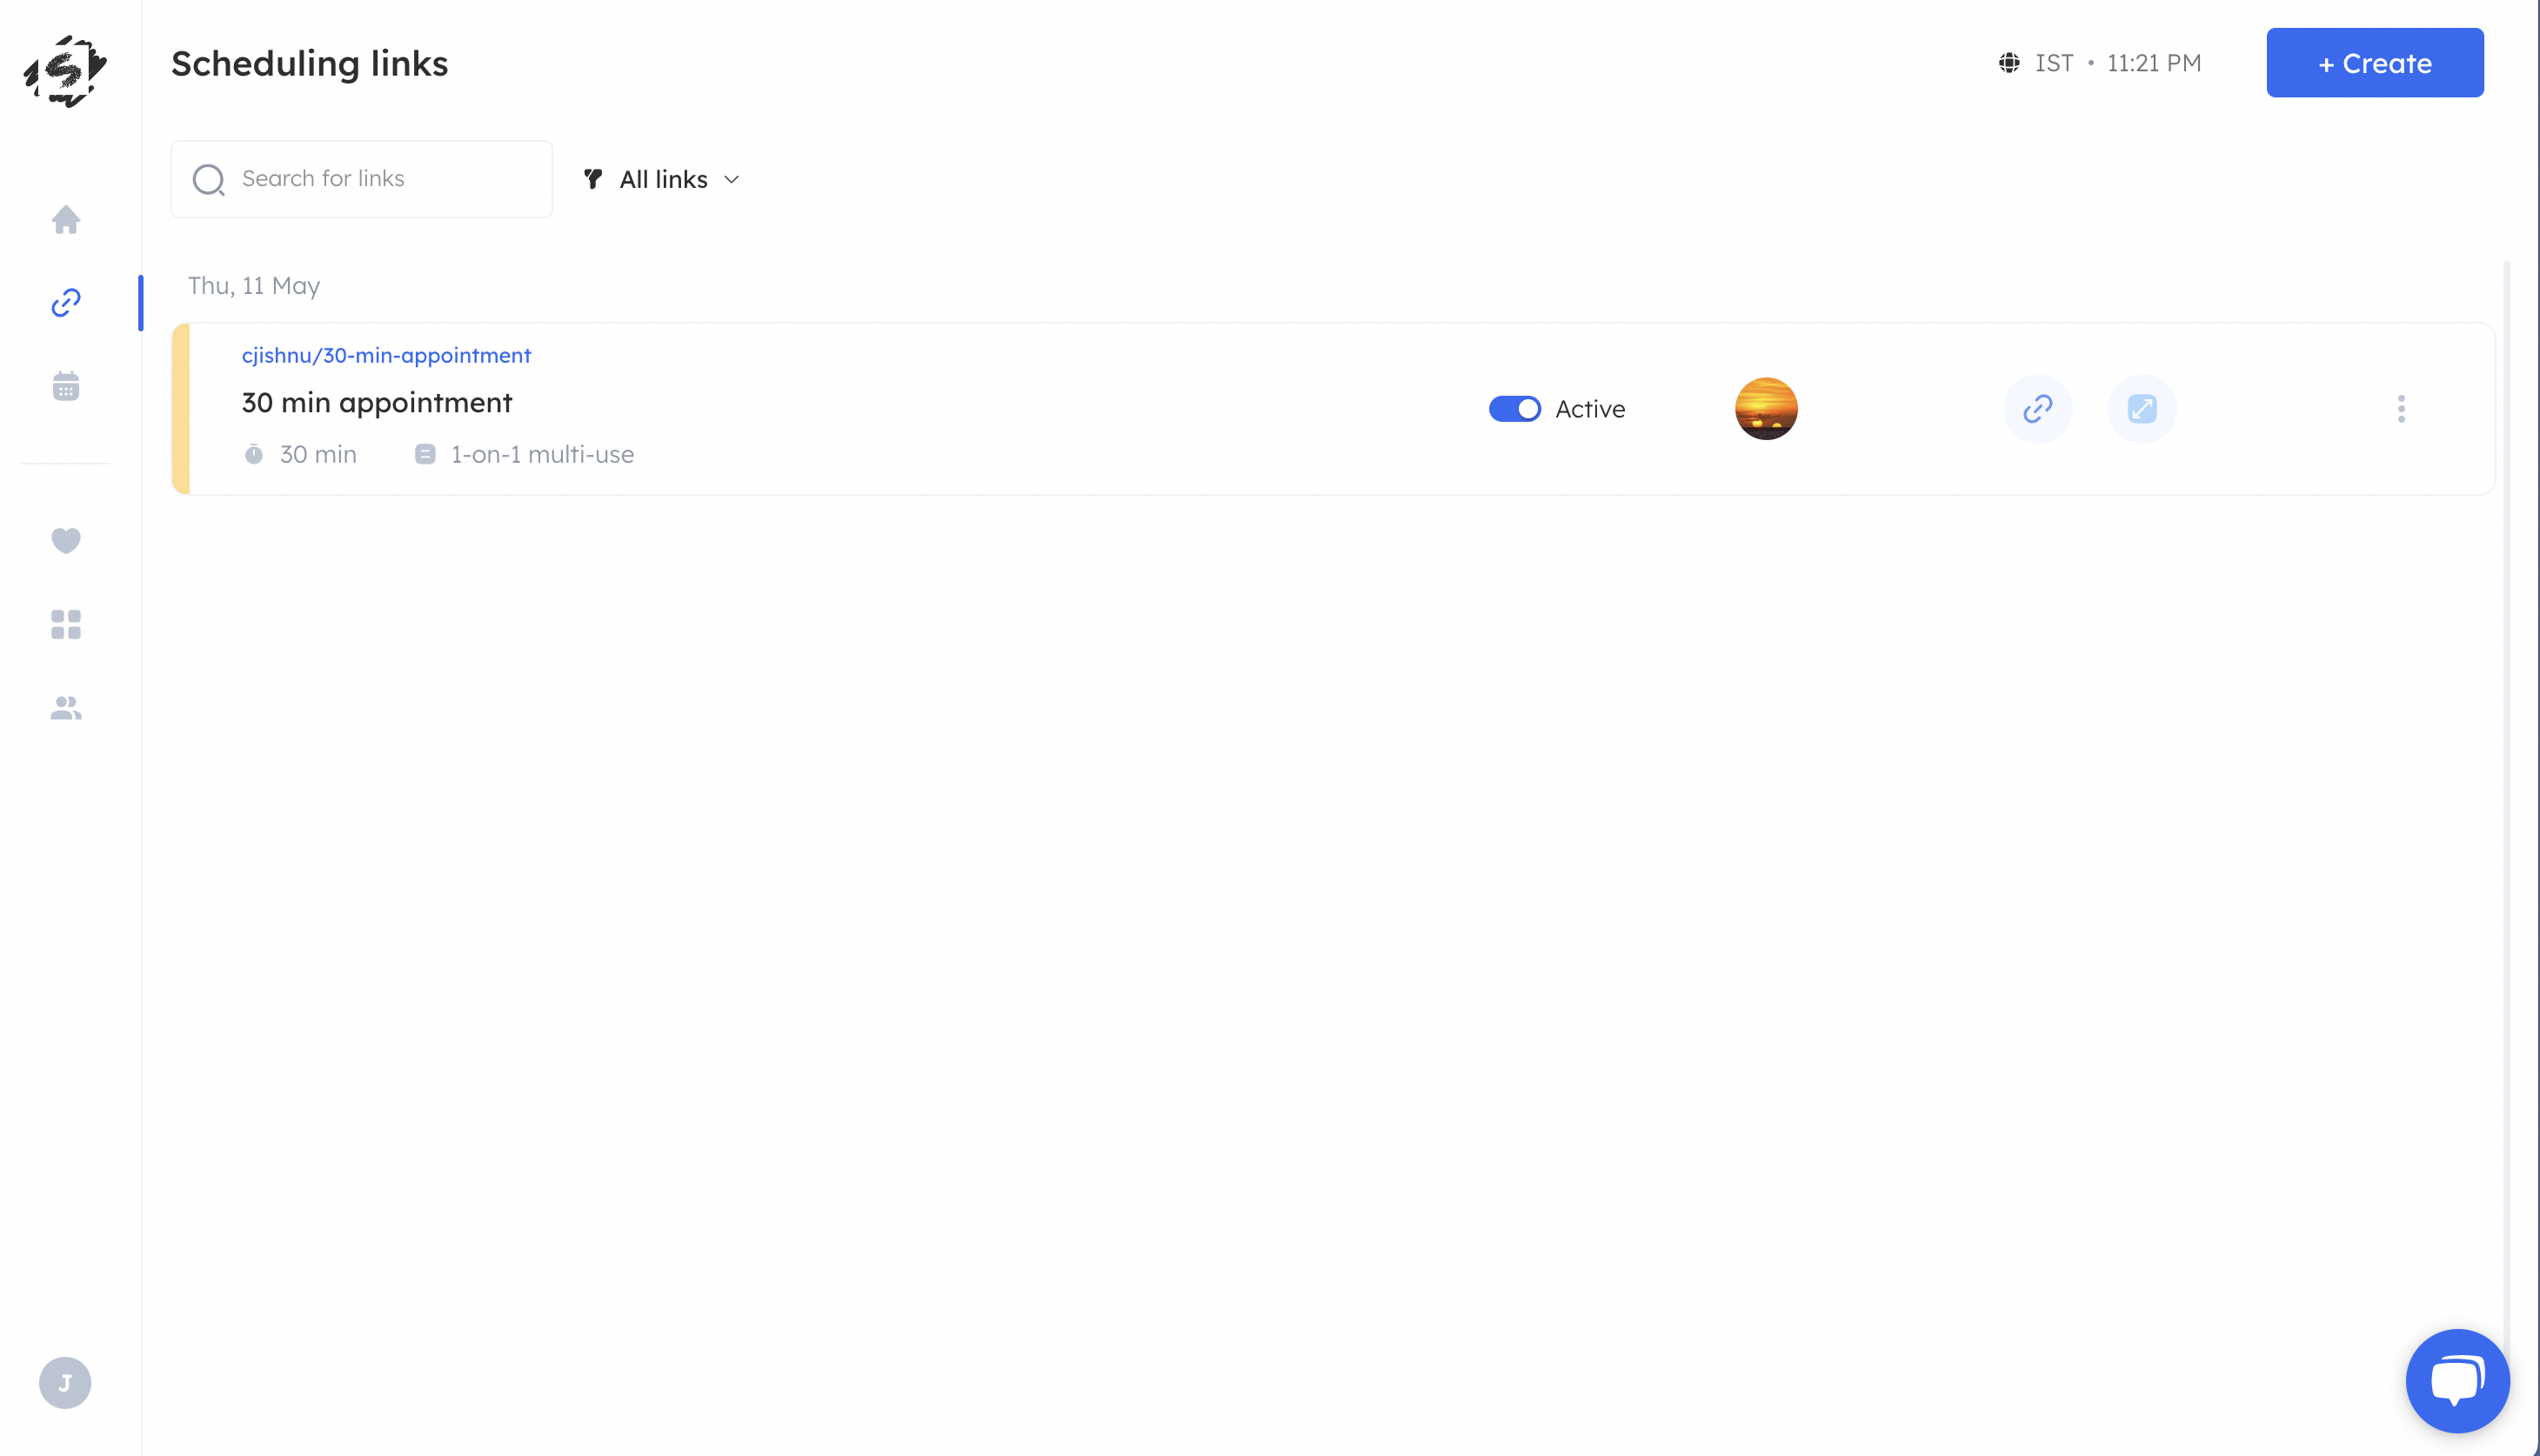 S
Scheduling links
IST • 11:21 PM
+ Create
Search for links
All links
Thu, 11 May
cjishnu/30-min-appointment
30 min appointment
30 min
1-on-1 multi-use
Active
J